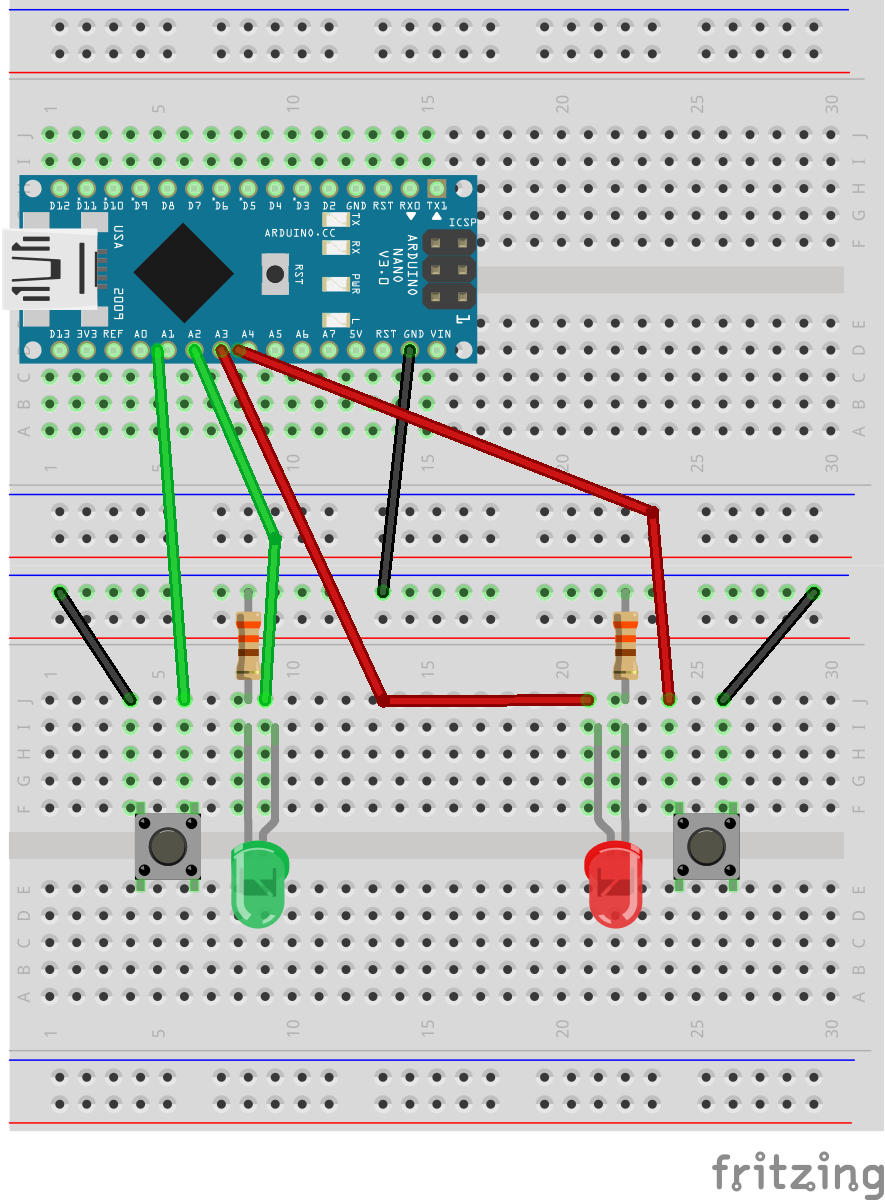 1 5 10 15 20 25 30
J J
I I
H
D12 D11 D10 D9 D8 D7 D6 D5 D4 D3 D2 GND RST RX0 TX1
G G
USA
TX
ARDUINO.CC
RX
ICSP
F F
RST
ARDUINO
NANO
V3.0
PWR
2009
L
1
E E
D13 3V3 REF A0 A1 A2 A3 A4 A5 A6 A7 5V RST GND VIN
D
C C
B B
A A
1 5 10 15 20 25 30
1 5 10 15 20 25 30
J J
I I
H H
G G
F F
E E
D D
C C
B B
A A
1 5 10 15 20 25 30
fritzing